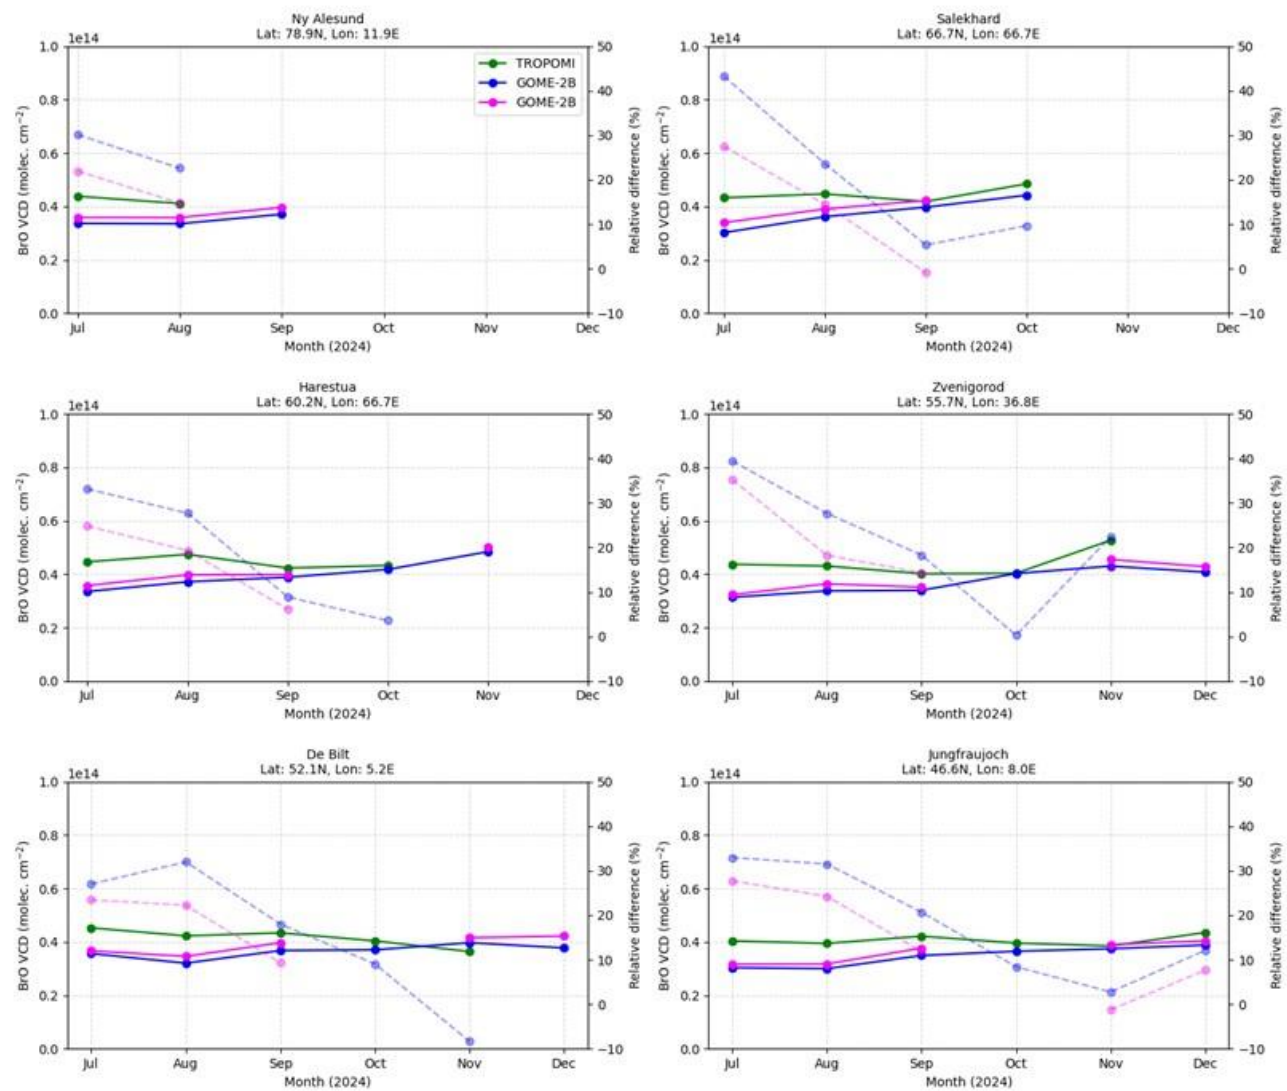 Ny Alesund
Lat: 78.9N, Lon: 11.9E
1e14
1.0
0.8
0.6
0.4
0.2
0.0
BrO VCD (molec. cm⁻²)
TROPOMI
GOME-2B
GOME-2B
50
40
30
20
10
0
−10
Relative difference (%)
Jul Aug Sep Oct Nov Dec
Month (2024)
Salekhard
Lat: 66.7N, Lon: 66.7E
1e14
1.0
0.8
0.6
0.4
0.2
0.0
BrO VCD (molec. cm⁻²)
50
40
30
20
10
0
−10
Relative difference (%)
Jul Aug Sep Oct Nov Dec
Month (2024)
Harestua
Lat: 60.2N, Lon: 66.7E
1e14
1.0
0.8
0.6
0.4
0.2
0.0
BrO VCD (molec. cm⁻²)
50
40
30
20
10
0
−10
Relative difference (%)
Jul Aug Sep Oct Nov Dec
Month (2024)
Zvenigorod
Lat: 55.7N, Lon: 36.8E
1e14
1.0
0.8
0.6
0.4
0.2
0.0
BrO VCD (molec. cm⁻²)
50
40
30
20
10
0
−10
Relative difference (%)
Jul Aug Sep Oct Nov Dec
Month (2024)
De Bilt
Lat: 52.1N, Lon: 5.2E
1e14
1.0
0.8
0.6
0.4
0.2
0.0
BrO VCD (molec. cm⁻²)
50
40
30
20
10
0
−10
Relative difference (%)
Jul Aug Sep Oct Nov Dec
Month (2024)
Jungfraujoch
Lat: 46.6N, Lon: 8.0E
1e14
1.0
0.8
0.6
0.4
0.2
0.0
BrO VCD (molec. cm⁻²)
50
40
30
20
10
0
−10
Relative difference (%)
Jul Aug Sep Oct Nov Dec
Month (2024)